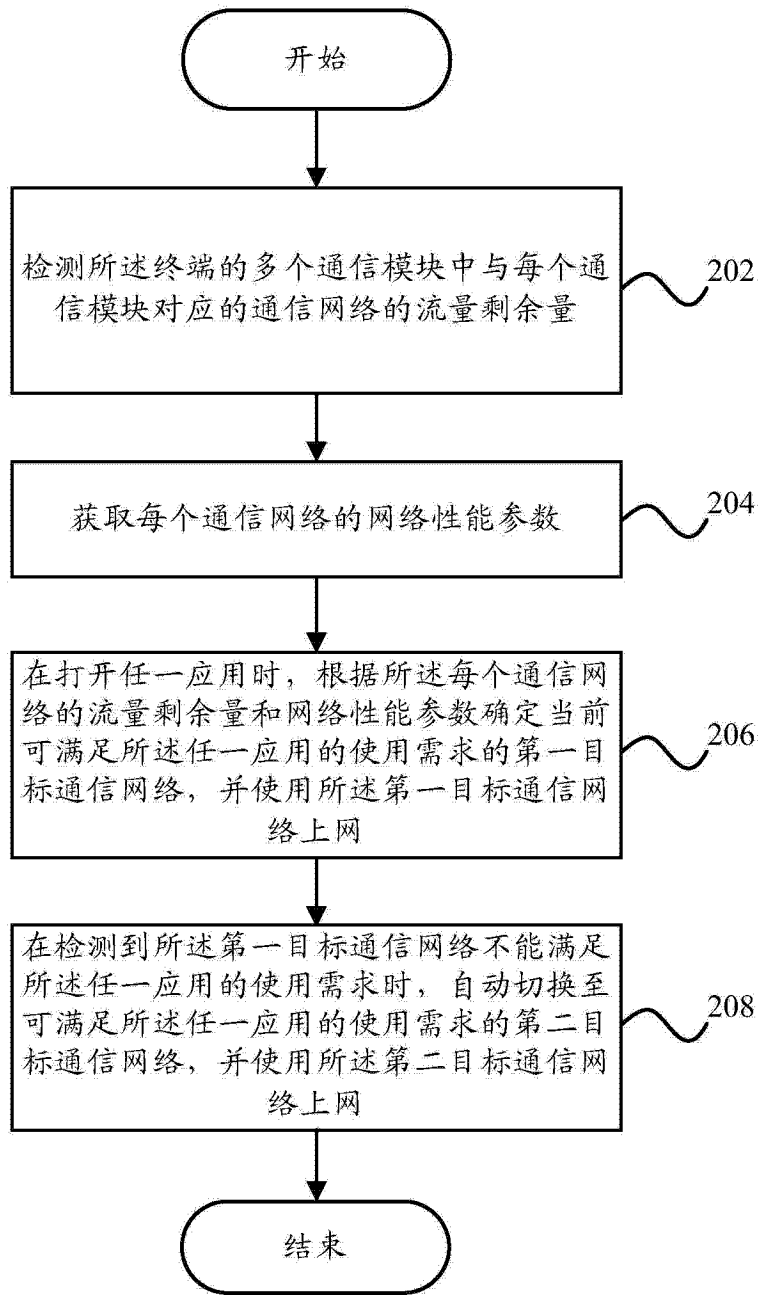 开始
检测所述终端的多个通信模块中与每个通
信模块对应的通信网络的流量剩余量
202
获取每个通信网络的网络性能参数
204
在打开任一应用时，根据所述每个通信网
络的流量剩余量和网络性能参数确定当前
可满足所述任一应用的使用需求的第一目
标通信网络，并使用所述第一目标通信网
络上网
206
在检测到所述第一目标通信网络不能满足
所述任一应用的使用需求时，自动切换至
可满足所述任一应用的使用需求的第二目
标通信网络，并使用所述第二目标通信网
络上网
208
结束